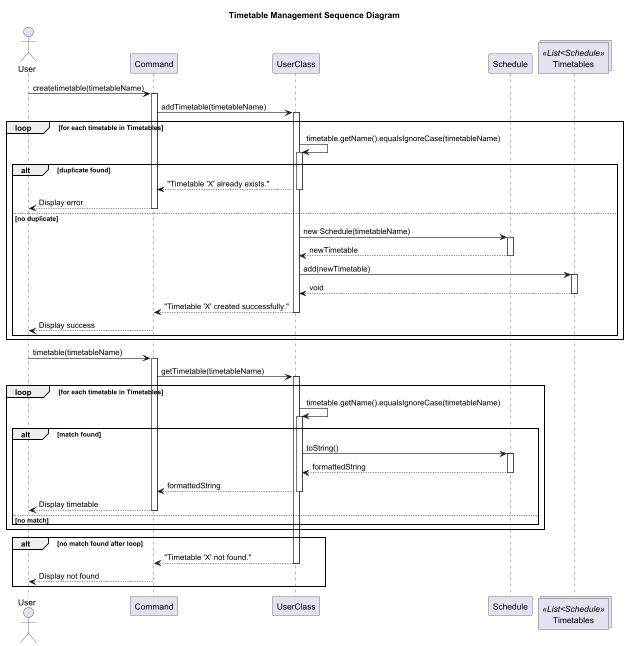 Timetable Management Sequence Diagram
User
Command
UserClass
Schedule
«List<Schedule»
Timetables
createtimetable(timetableName)
addTimetable(timetableName)
loop [for each timetable in Timetables]
timetable.getName().equalsIgnoreCase(timetableName)
alt [duplicate found]
"Timetable 'X' already exists."
Display error
[no duplicate]
new Schedule(timetableName)
newTimetable
add(newTimetable)
void
"Timetable 'X' created successfully."
Display success
timetable(timetableName)
getTimetable(timetableName)
loop [for each timetable in Timetables]
timetable.getName().equalsIgnoreCase(timetableName)
alt [match found]
toString()
formattedString
formattedString
Display timetable
[no match]
alt [no match found after loop]
"Timetable 'X' not found."
Display not found
User
Command
UserClass
Schedule
«List<Schedule»
Timetables